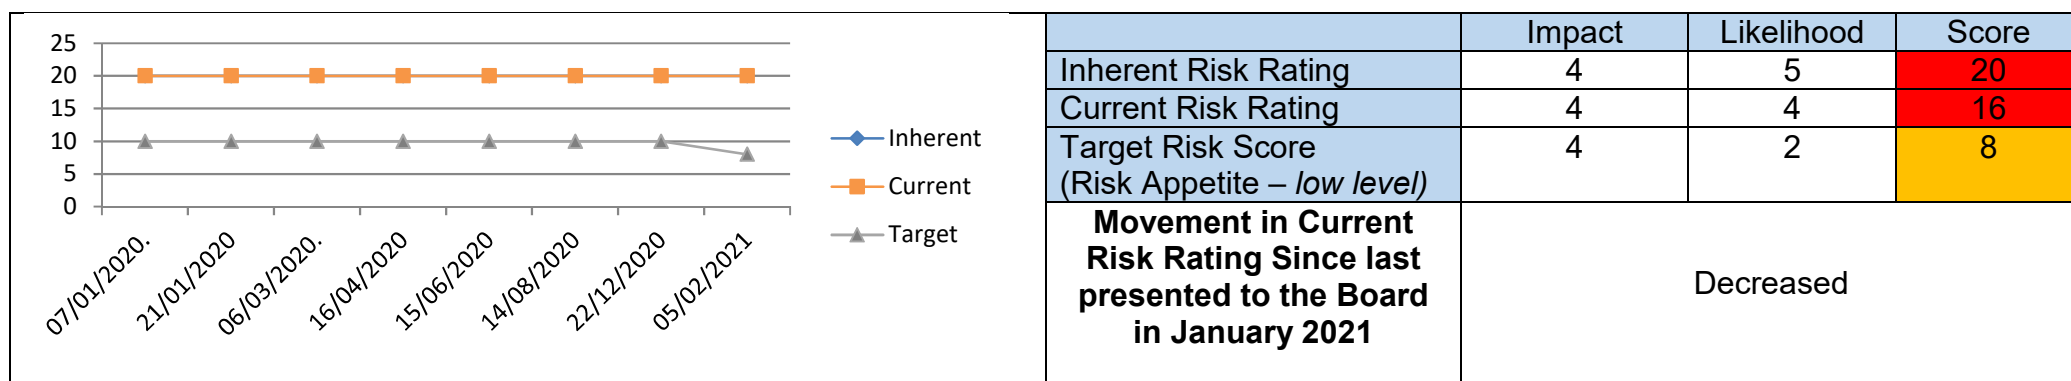 25
20
15
10
5
0
07/01/2020.
21/01/2020
06/03/2020.
16/04/2020
15/06/2020
14/08/2020
22/12/2020
05/02/2021
Inherent
Current
Target
Impact Likelihood Score
Inherent Risk Rating 4 5 20
Current Risk Rating 4 4 16
Target Risk Score 4 2 8
(Risk Appetite – low level)
Movement in Current
Risk Rating Since last
presented to the Board
in January 2021
Decreased